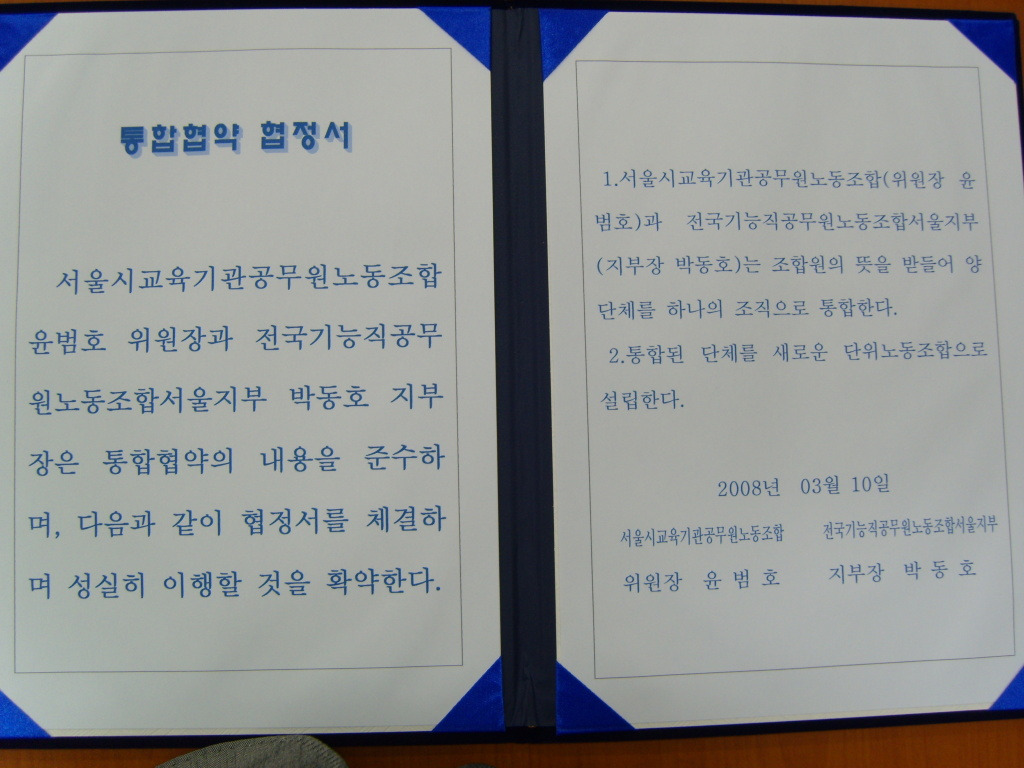 통합협약 협정서
서울시교육기관공무원노동조합
윤범호 위원장과 전국기능직공무
원노동조합서울지부 박동호 지부
장은 통합협약의 내용을 준수하
며, 다음과 같이 협정서를 체결하
며 성실히 이행할 것을 확약한다.
1.서울시교육기관공무원노동조합(위원장 윤
범호)과 전국기능직공무원노동조합서울지부
(지부장 박동호)는 조합원의 뜻을 받들어 양
단체를 하나의 조직으로 통합한다.
2.통합된 단체를 새로운 단위노동조합으로
설립한다.
2008년 03월 10일
서울시교육기관공무원노동조합 전국기능직공무원노동조합서울지부
위원장 윤 범 호 지부장 박 동 호